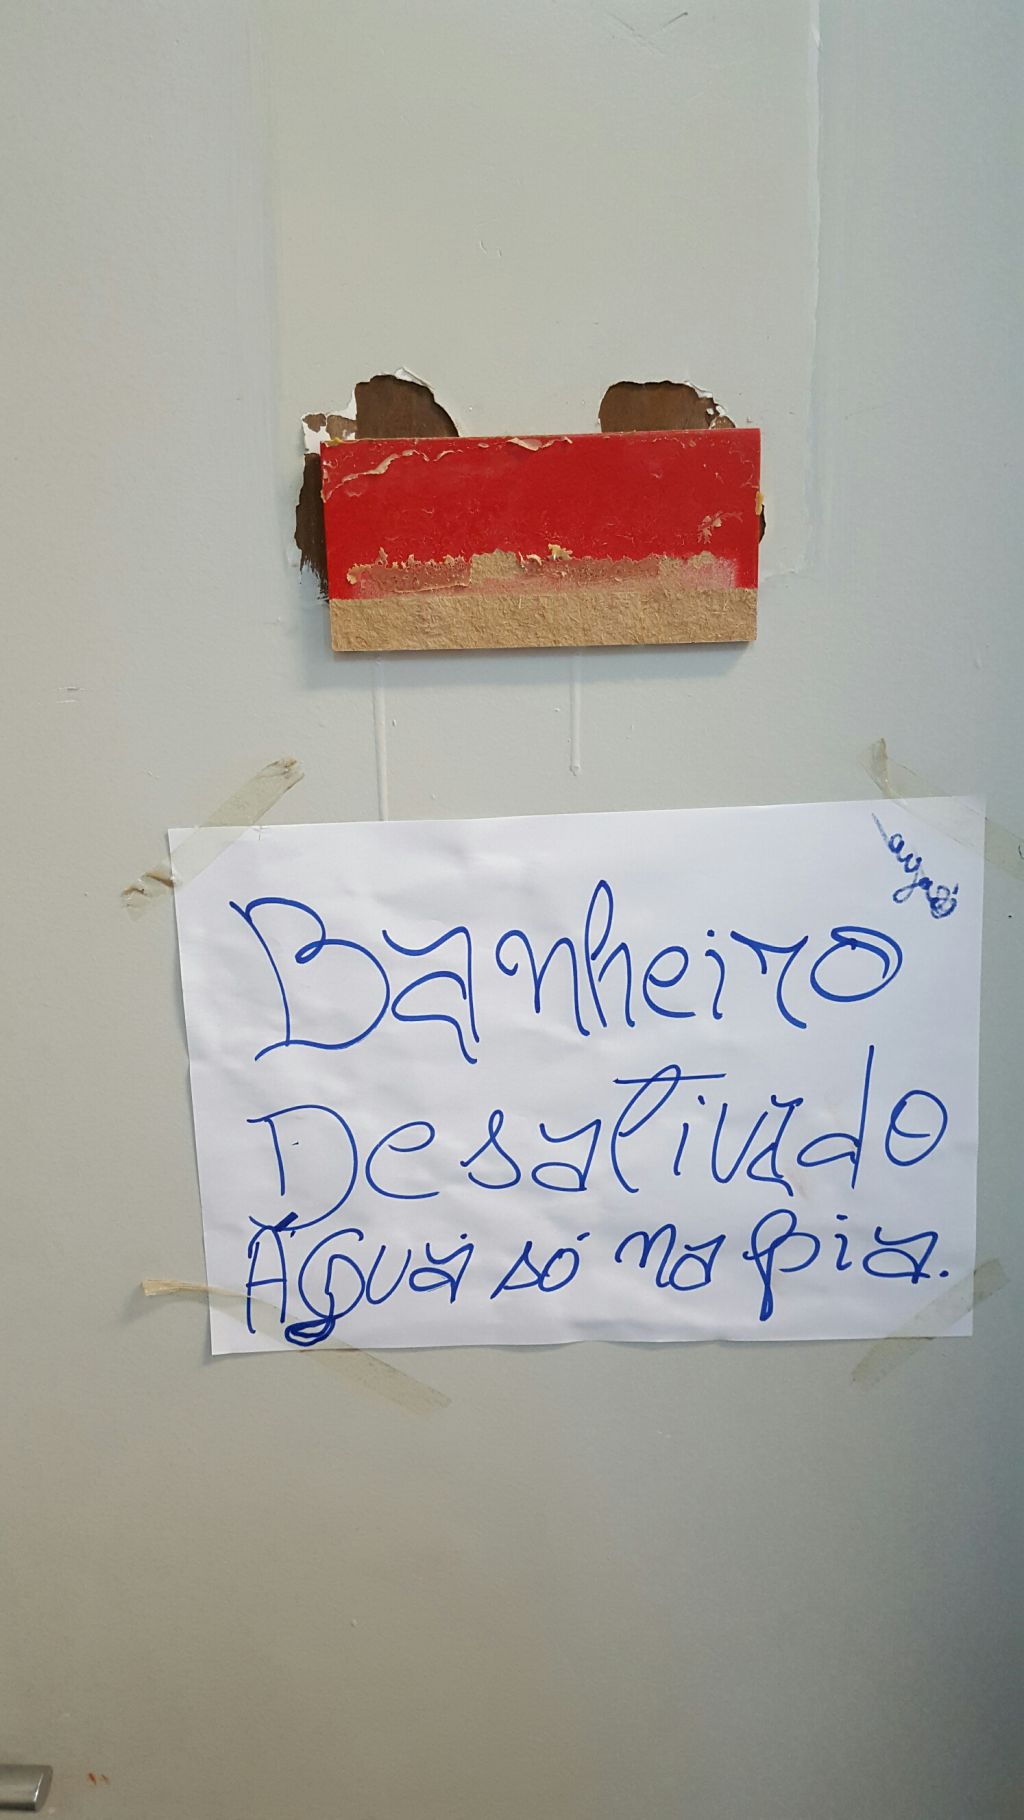 Banheiro
Desativado
Água só na pia.